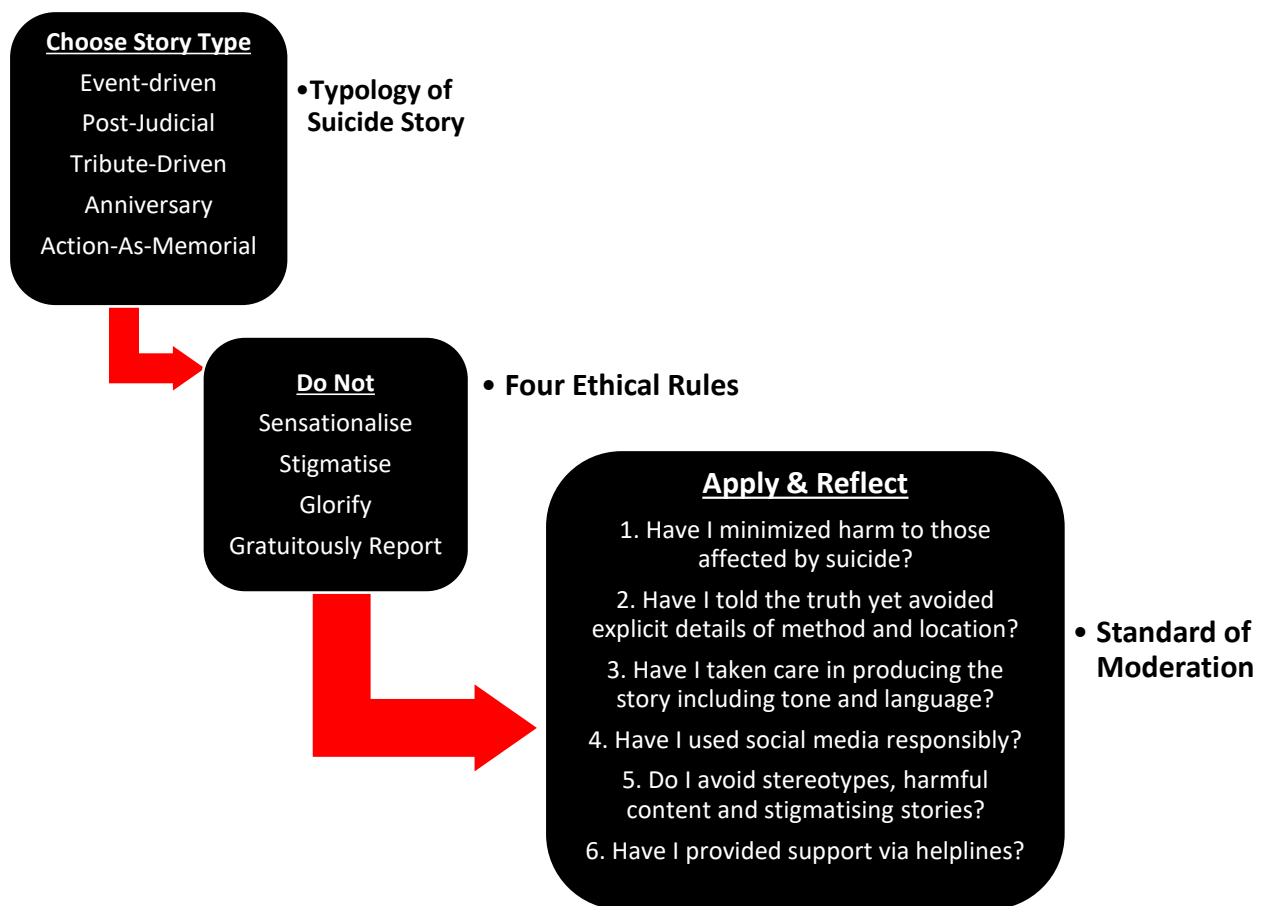 Choose Story Type
Event-driven
Post-Judicial
Tribute-Driven
Anniversary
Action-As-Memorial
•Typology of
Suicide Story
Do Not
Sensationalise
Stigmatise
Glorify
Gratuitously Report
• Four Ethical Rules
Apply & Reflect
1. Have I minimized harm to those
affected by suicide?
2. Have I told the truth yet avoided
explicit details of method and location?
3. Have I taken care in producing the
story including tone and language?
4. Have I used social media responsibly?
5. Do I avoid stereotypes, harmful
content and stigmatising stories?
6. Have I provided support via helplines?
• Standard of
Moderation